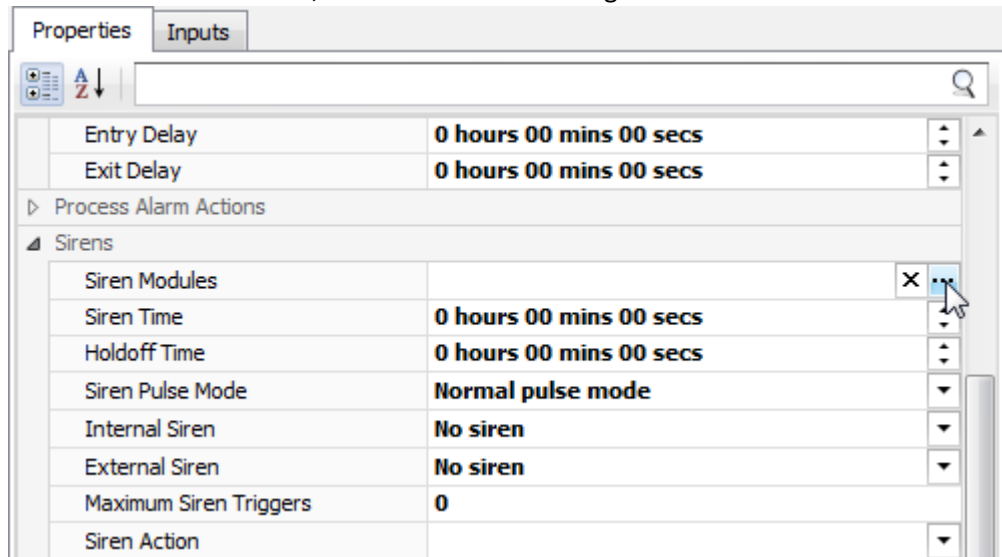 Properties Inputs
A Z
Entry Delay 0 hours 00 mins 00 secs
Exit Delay 0 hours 00 mins 00 secs
Process Alarm Actions
Sirens
Siren Modules
Siren Time 0 hours 00 mins 00 secs
Holdoff Time 0 hours 00 mins 00 secs
Siren Pulse Mode Normal pulse mode
Internal Siren No siren
External Siren No siren
Maximum Siren Triggers 0
Siren Action